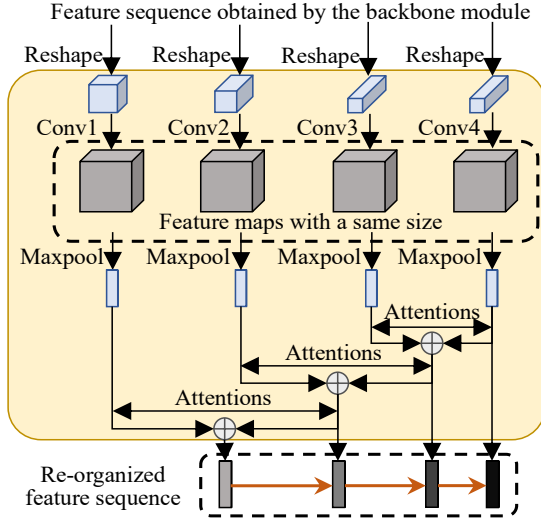 Feature sequence obtained by the backbone module
Reshape Reshape Reshape Reshape
Conv1 Conv2 Conv3 Conv4
Feature maps with a same size
Maxpool Maxpool Maxpool Maxpool
Attentions
Attentions
Attentions
Re-organized
feature sequence